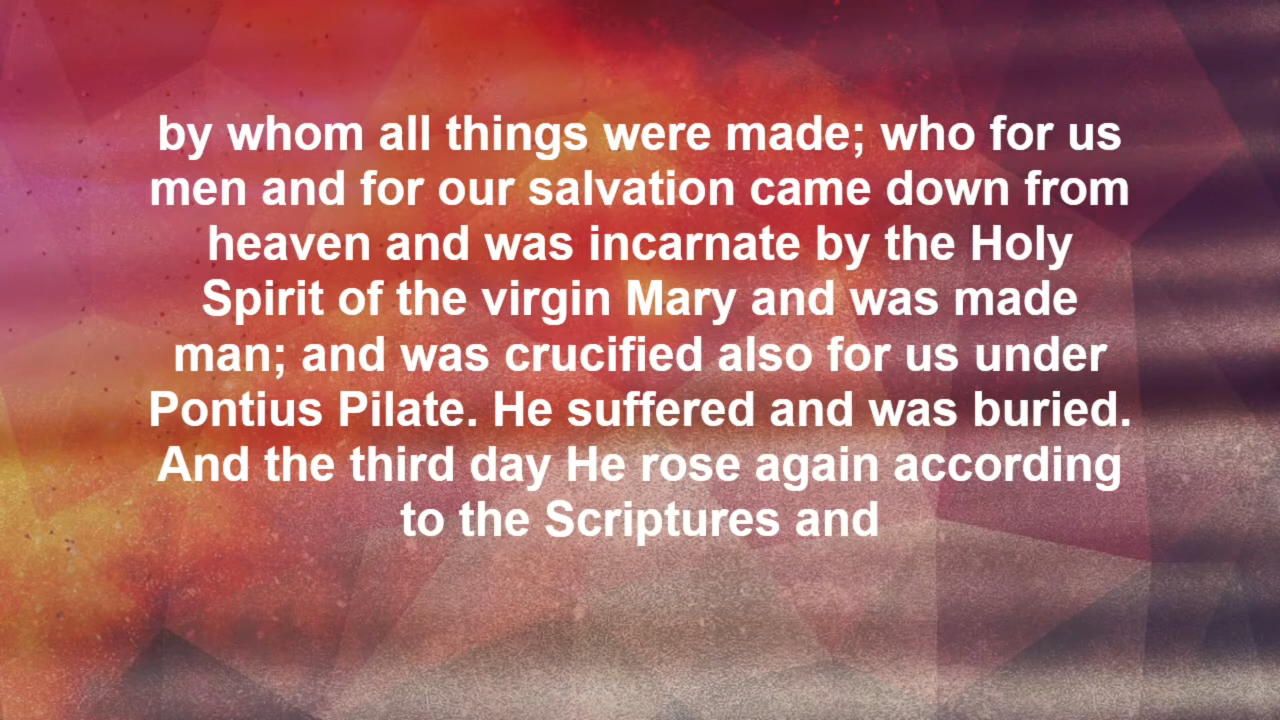 by whom all things were made; who for us
men and for our salvation came down from
heaven and was incarnate by the Holy
Spirit of the virgin Mary and was made
man; and was crucified also for us under
Pontius Pilate. He suffered and was buried.
And the third day He rose again according
to the Scriptures and